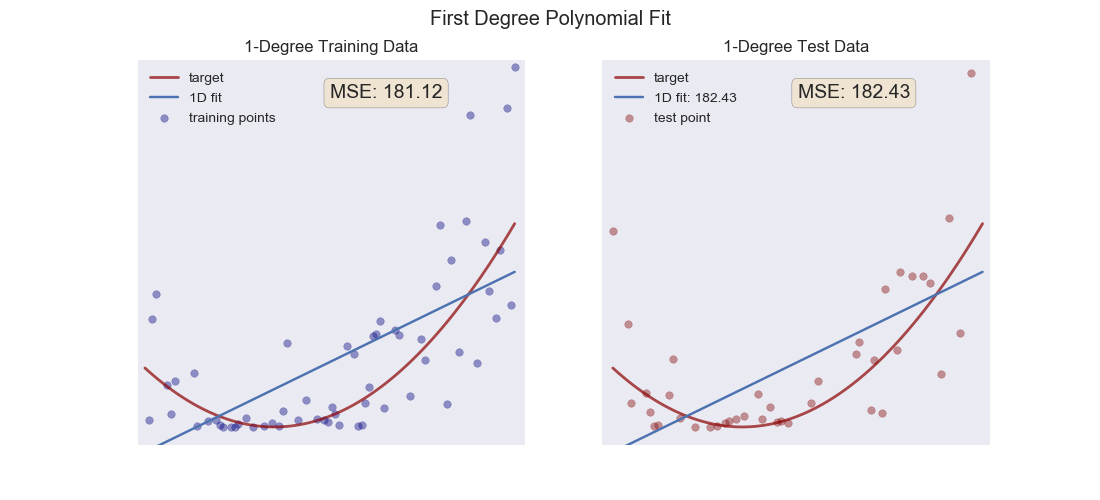 First Degree Polynomial Fit
1-Degree Training Data
target
1D fit
training points
MSE: 181.12
1-Degree Test Data
target
1D fit: 182.43
test point
MSE: 182.43